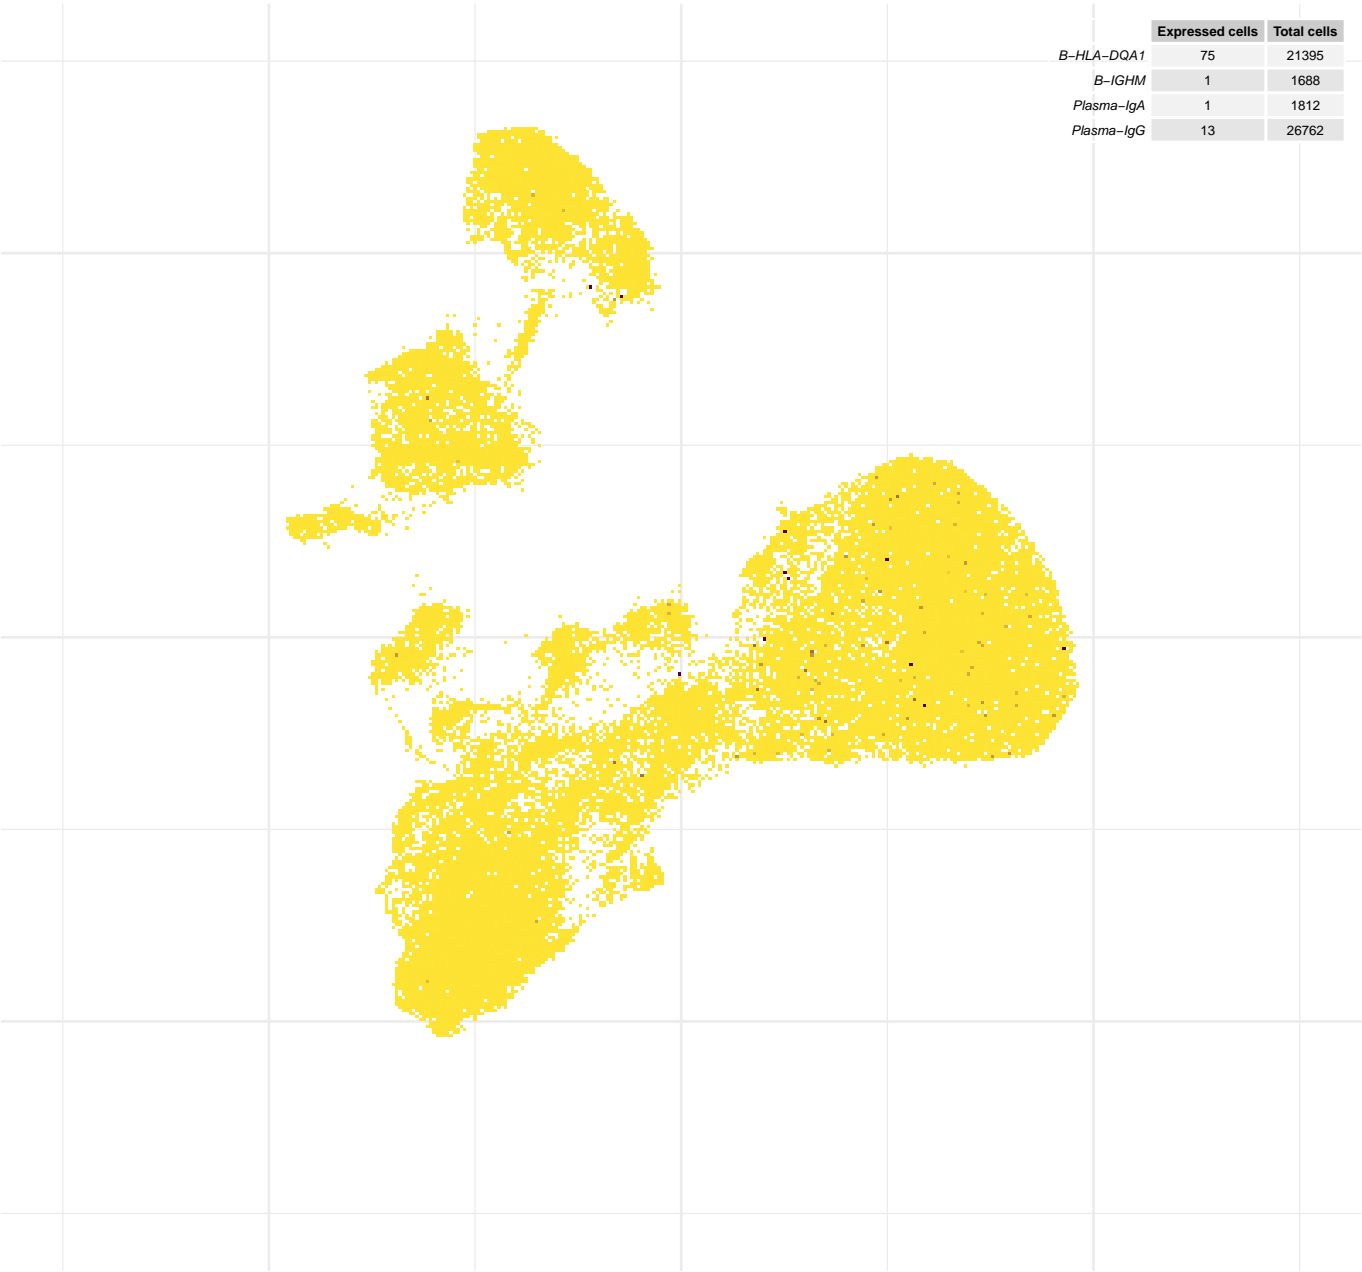 Expressed cells Total cells
B−HLA−DQA1 75 21395
B−IGHM 1 1688
Plasma−IgA 1 1812
Plasma−IgG 13 26762